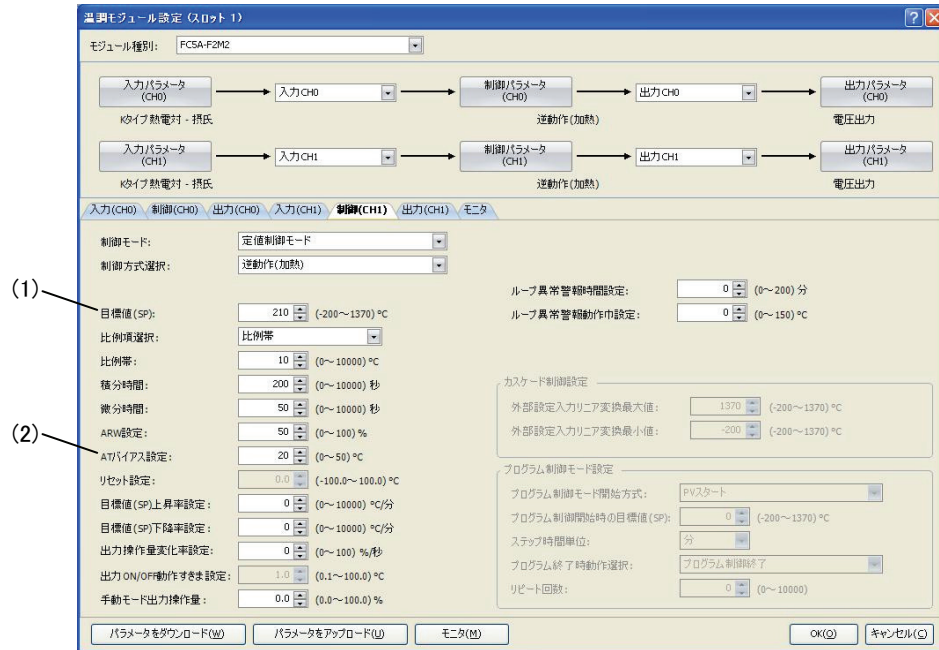 温調モジュール設定 (スロット 1)
モジュール種別: FC5A-F2M2
入力パラメータ (CH0) 入力CH0 制御パラメータ (CH0) 出力CH0 出力パラメータ (CH0)
Kタイプ熱電対 - 摂氏 逆動作(加熱) 電圧出力
入力パラメータ (CH1) 入力CH1 制御パラメータ (CH1) 出力CH1 出力パラメータ (CH1)
Kタイプ熱電対 - 摂氏 逆動作(加熱) 電圧出力
入力(CH0) 制御(CH0) 出力(CH0) 入力(CH1) 制御(CH1) 出力(CH1) モニタ
制御モード: 定値制御モード
制御方式選択: 逆動作(加熱)
(1)
目標値(SP): 210 (-200～1370) °C
比例項選択: 比例帯
比例帯: 10 (0～10000) °C
積分時間: 200 (0～10000) 秒
微分時間: 50 (0～10000) 秒
ARW設定: 50 (0～100) %
(2)
ATバイアス設定: 20 (0～50) °C
リセット設定: 0.0 (-100.0～100.0) °C
目標値(SP)上昇率設定: 0 (0～10000) °C/分
目標値(SP)下降率設定: 0 (0～10000) °C/分
出力操作量変化率設定: 0 (0～100) %/秒
出力 ON/OFF動作すきま設定: 1.0 (0.1～100.0) °C
手動モード出力操作量: 0.0 (0.0～100.0) %
ループ異常警報時間設定: 0 (0～200) 分
ループ異常警報動作巾設定: 0 (0～150) °C
カスケード制御設定
外部設定入力リニア変換最大値: 1370 (-200～1370) °C
外部設定入力リニア変換最小値: -200 (-200～1370) °C
プログラム制御モード設定
プログラム制御モード開始方式: PVスタート
プログラム制御開始時の目標値(SP): 0 (-200～1370) °C
ステップ時間単位: 分
プログラム終了時動作選択: プログラム制御終了
リピート回数: 0 (0～10000)
パラメータをダウンロード(W) パラメータをアップロード(U) モニタ(M) OK(O) キャンセル(C)